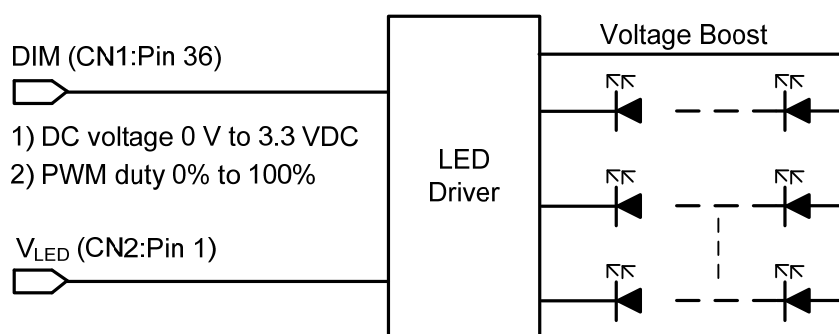 Voltage Boost
DIM (CN1:Pin 36)
1) DC voltage 0 V to 3.3 VDC
2) PWM duty 0% to 100%
LED
Driver
VLED (CN2:Pin 1)